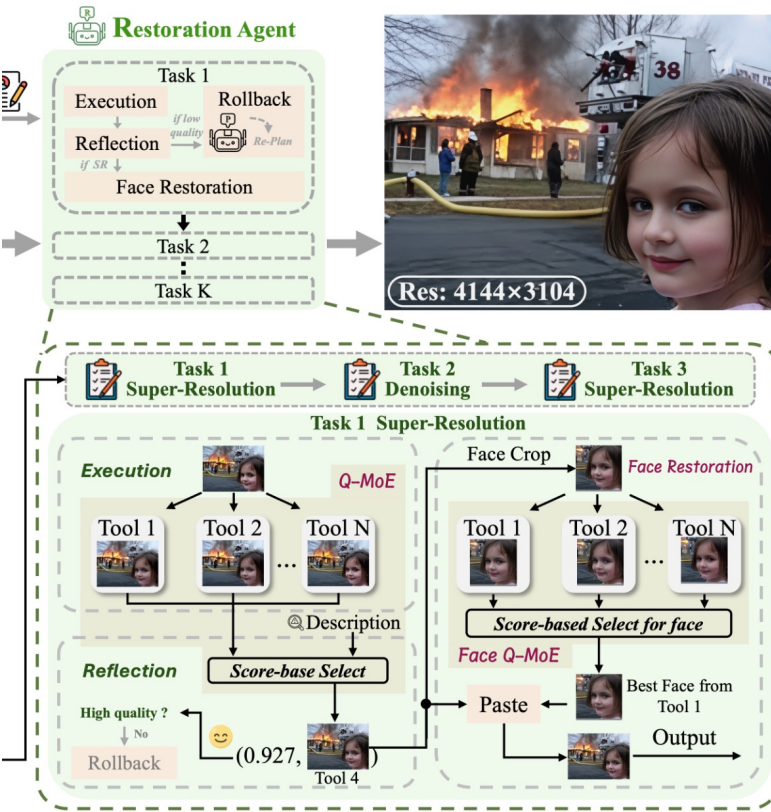 R
Restoration Agent
Task 1
Execution
Rollback
if low
quality
P
Reflection
Re-Plan
if SR
Face Restoration
Task 2
Task K
38
Res: 4144×3104
Task 1
Super-Resolution
Task 2
Denoising
Task 3
Super-Resolution
Task 1 Super-Resolution
Execution
Q-MoE
Tool 1
Tool 2
...
Tool N
Description
Reflection
Score-base Select
High quality ?
No
Rollback
(0.927,
)
Tool 4
Face Crop
Face Restoration
Tool 1
Tool 2
...
Tool N
Score-based Select for face
Face Q-MoE
Best Face from
Tool 1
Paste
Output